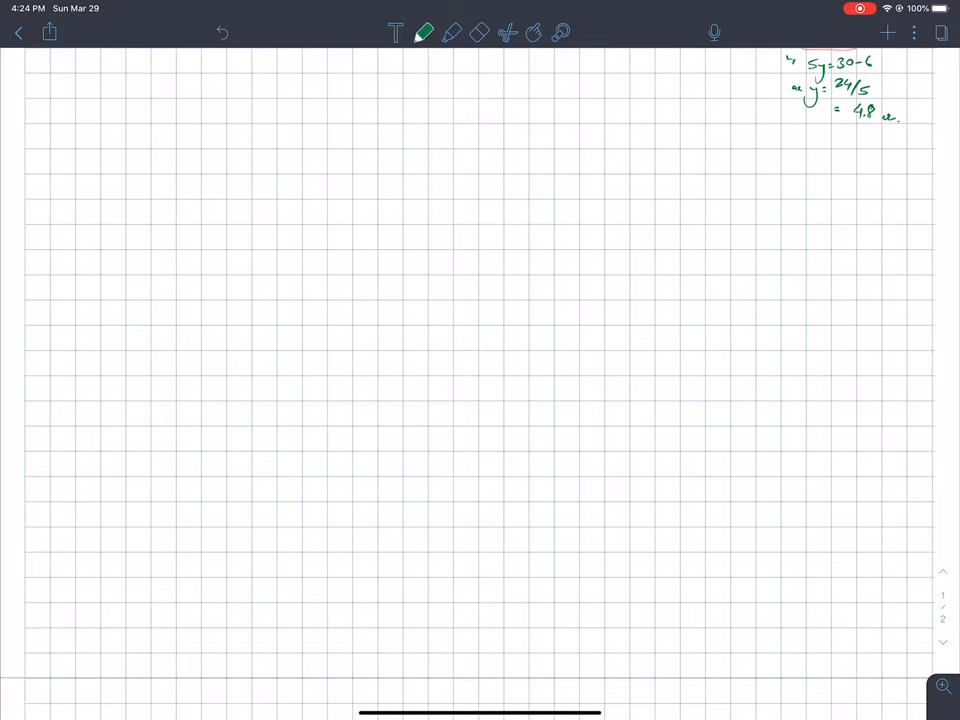 4:24 PM Sun Mar 29 100%
T
5y = 30-6
y = 24/5
= 4.8
1
/
2